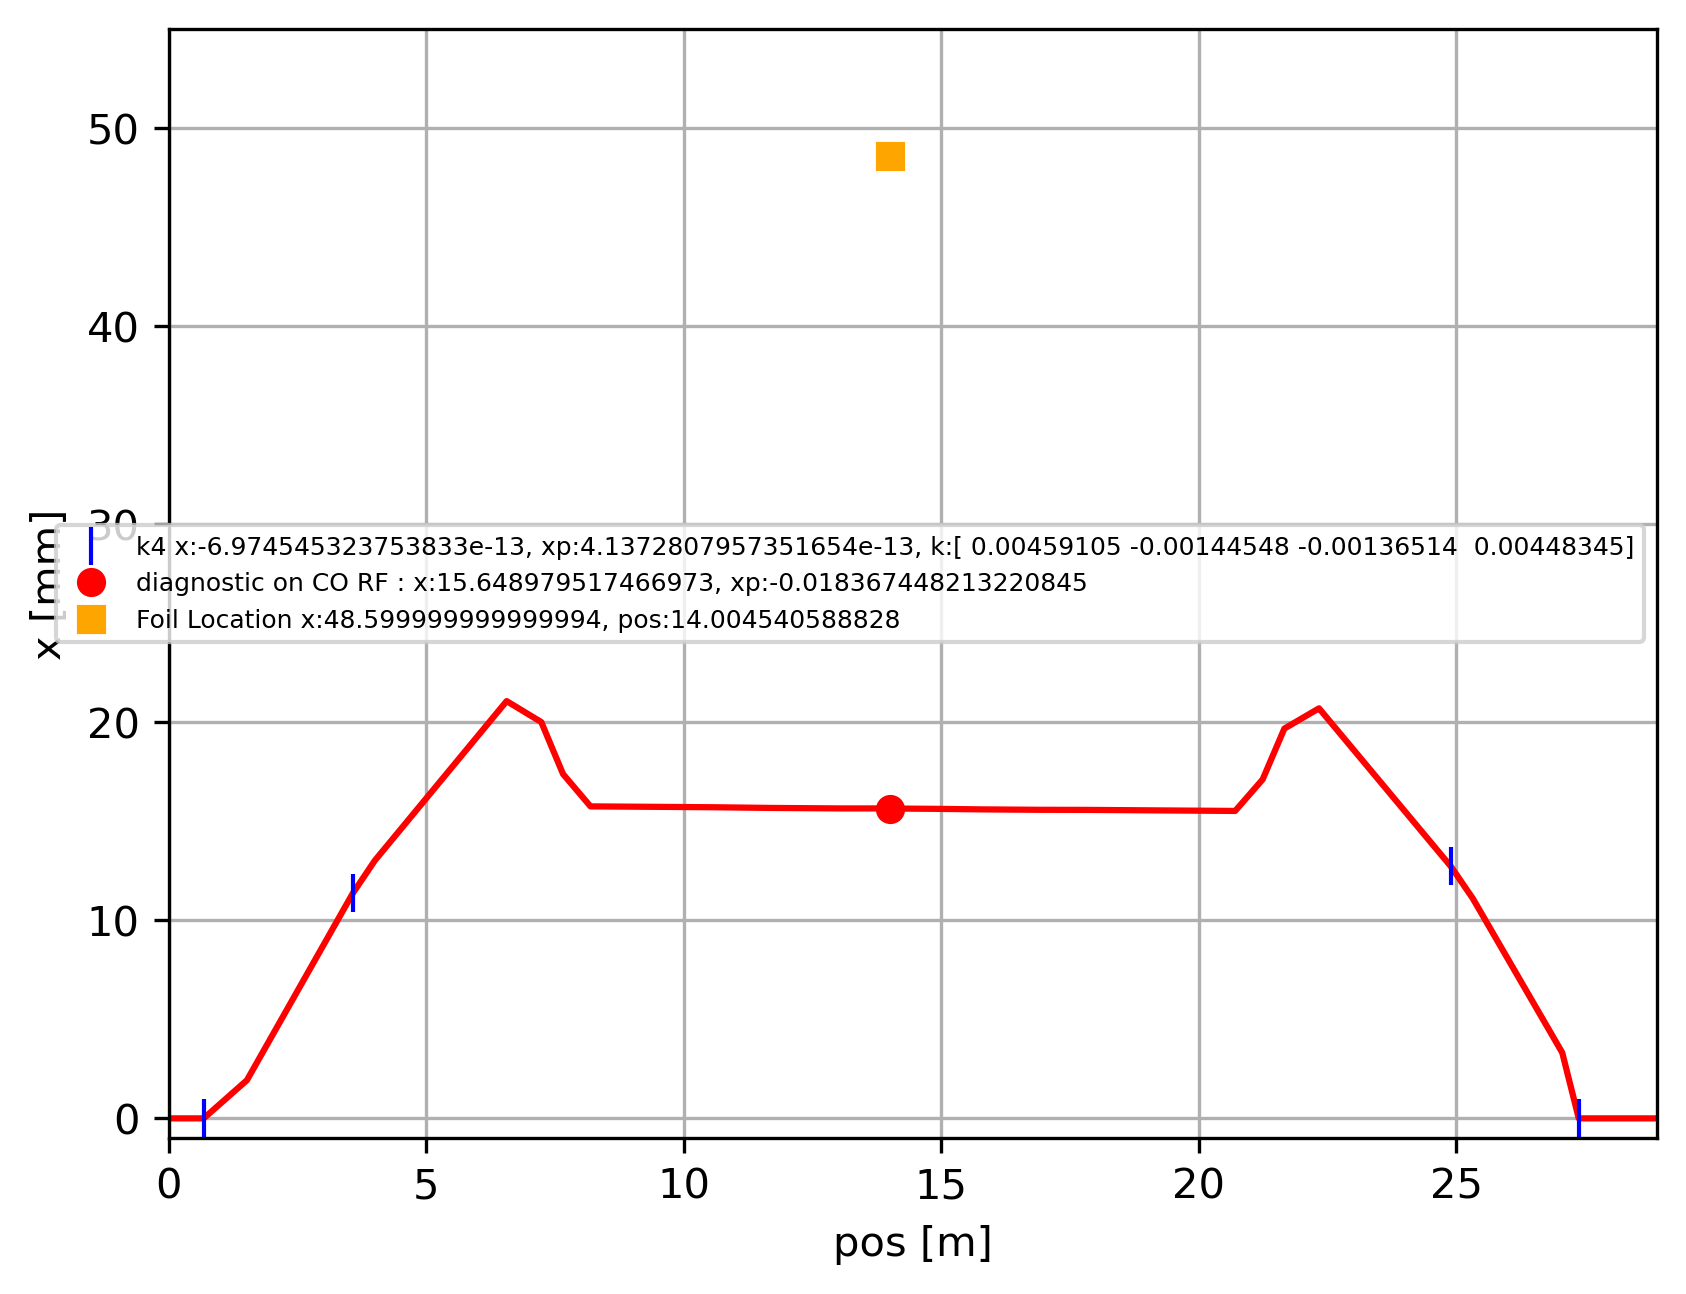 50
40
30
20
10
0
x [mm]
k4 x:-6.974545323753833e-13, xp:4.1372807957351654e-13, k:[ 0.00459105 -0.00144548 -0.00136514  0.00448345]
diagnostic on CO RF : x:15.648979517466973, xp:-0.018367448213220845
Foil Location x:48.599999999999994, pos:14.004540588828
0 5 10 15 20 25
pos [m]